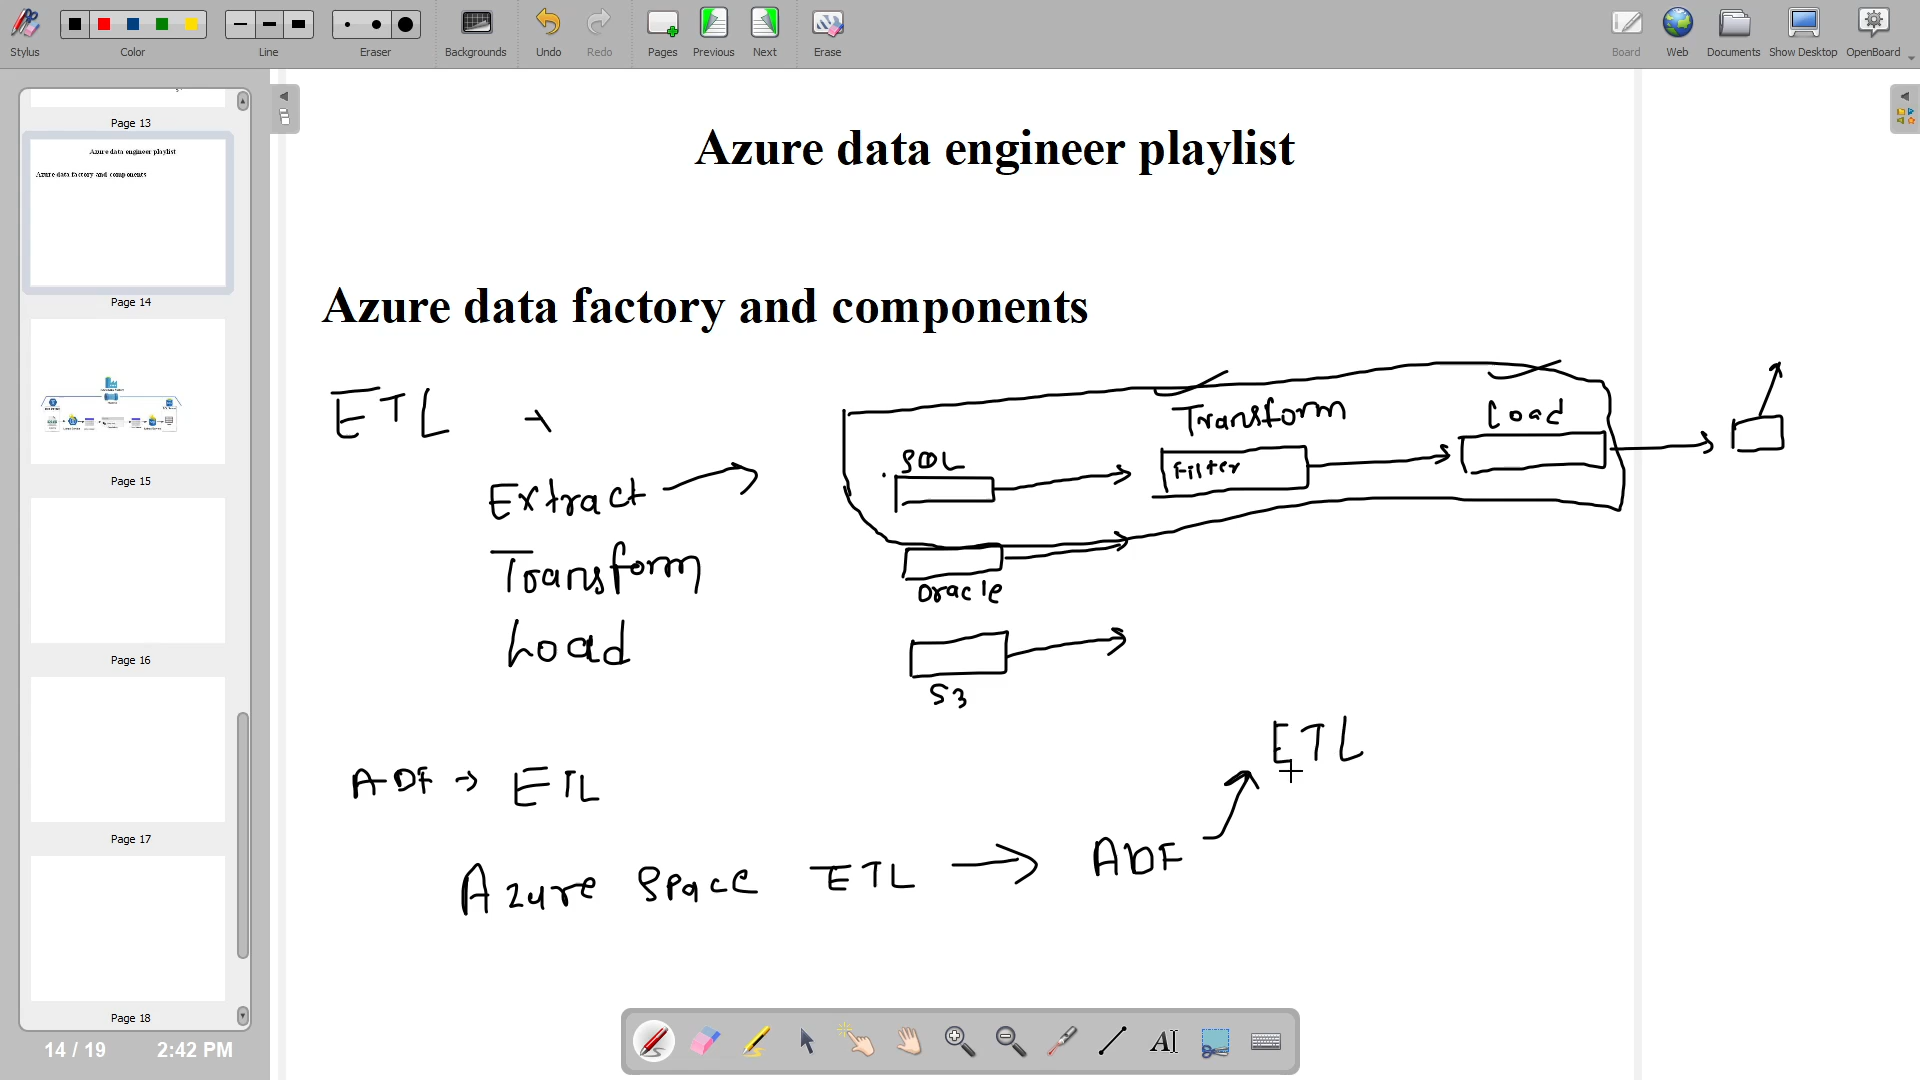 Stylus
Color
Line
Eraser
Backgrounds
Undo
Redo
Pages
Previous
Next
Erase
Board
Web
Documents
Show Desktop
OpenBoard
Page 13
Azure data engineer playlist
Azure data factory and components
Page 14
Page 15
Page 16
Page 17
Page 18
14 / 19
2:42 PM
Azure data engineer playlist
Azure data factory and components
ETL →
Extract
Transform
Load
SQL
Transform
Filter
Load
Oracle
S3
ADF → ETL
ETL
Azure Space ETL → ADF
AI